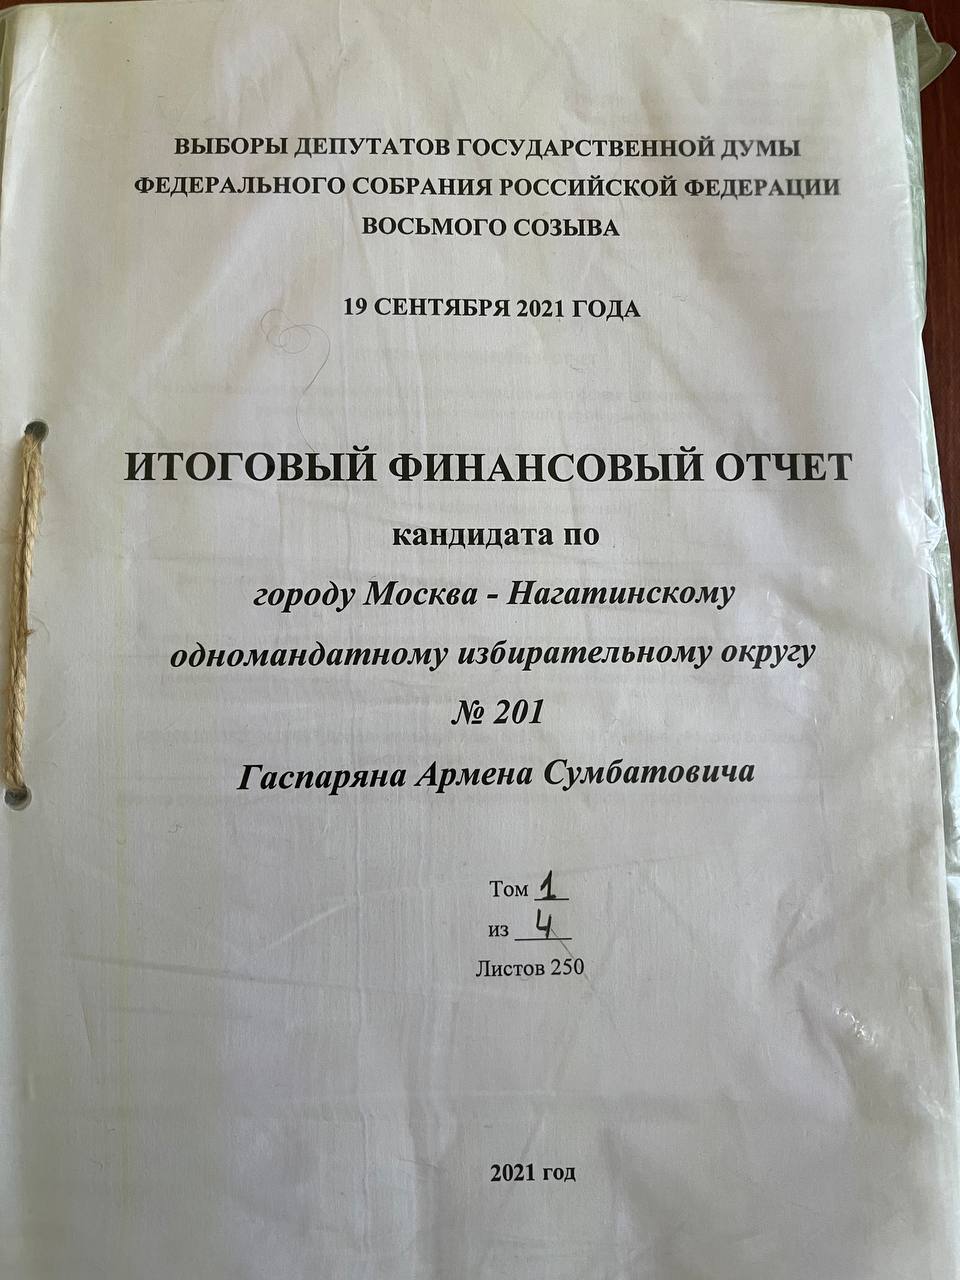 ВЫБОРЫ ДЕПУТАТОВ ГОСУДАРСТВЕННОЙ ДУМЫ
ФЕДЕРАЛЬНОГО СОБРАНИЯ РОССИЙСКОЙ ФЕДЕРАЦИИ
ВОСЬМОГО СОЗЫВА
19 СЕНТЯБРЯ 2021 ГОДА
ИТОГОВЫЙ ФИНАНСОВЫЙ ОТЧЕТ
кандидата по
городу Москва - Нагатинскому
одномандатному избирательному округу
№ 201
Гаспаряна Армена Сумбатовича
Том 1
из 4
Листов 250
2021 год